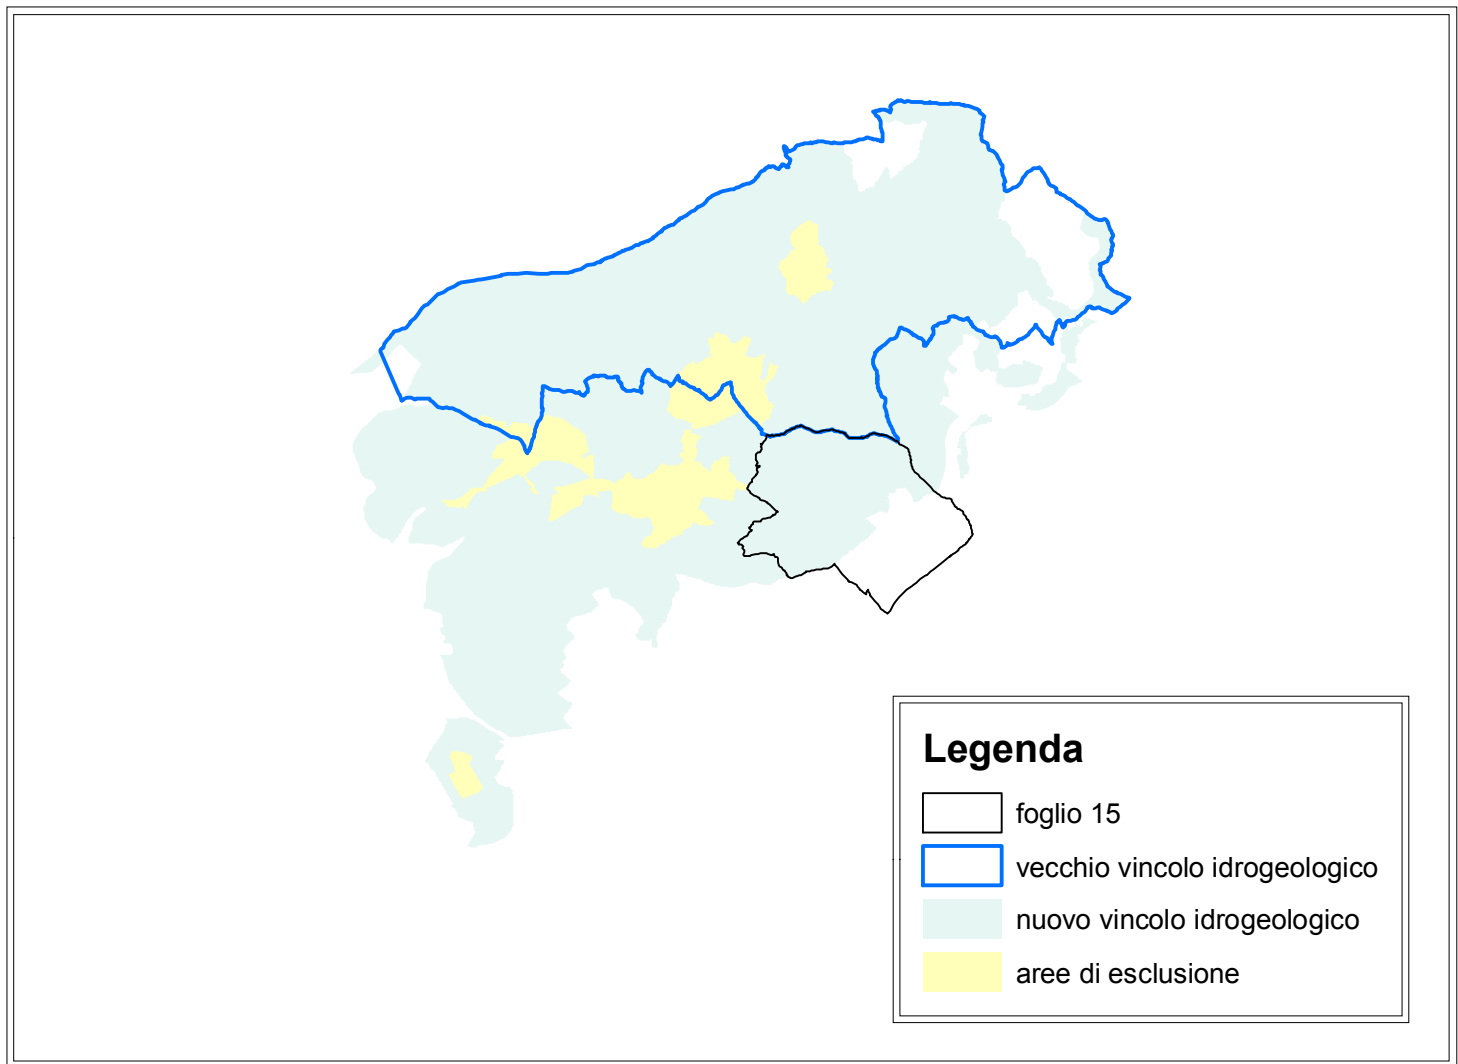 Legenda
foglio 15
vecchio vincolo idrogeologico
nuovo vincolo idrogeologico
aree di esclusione